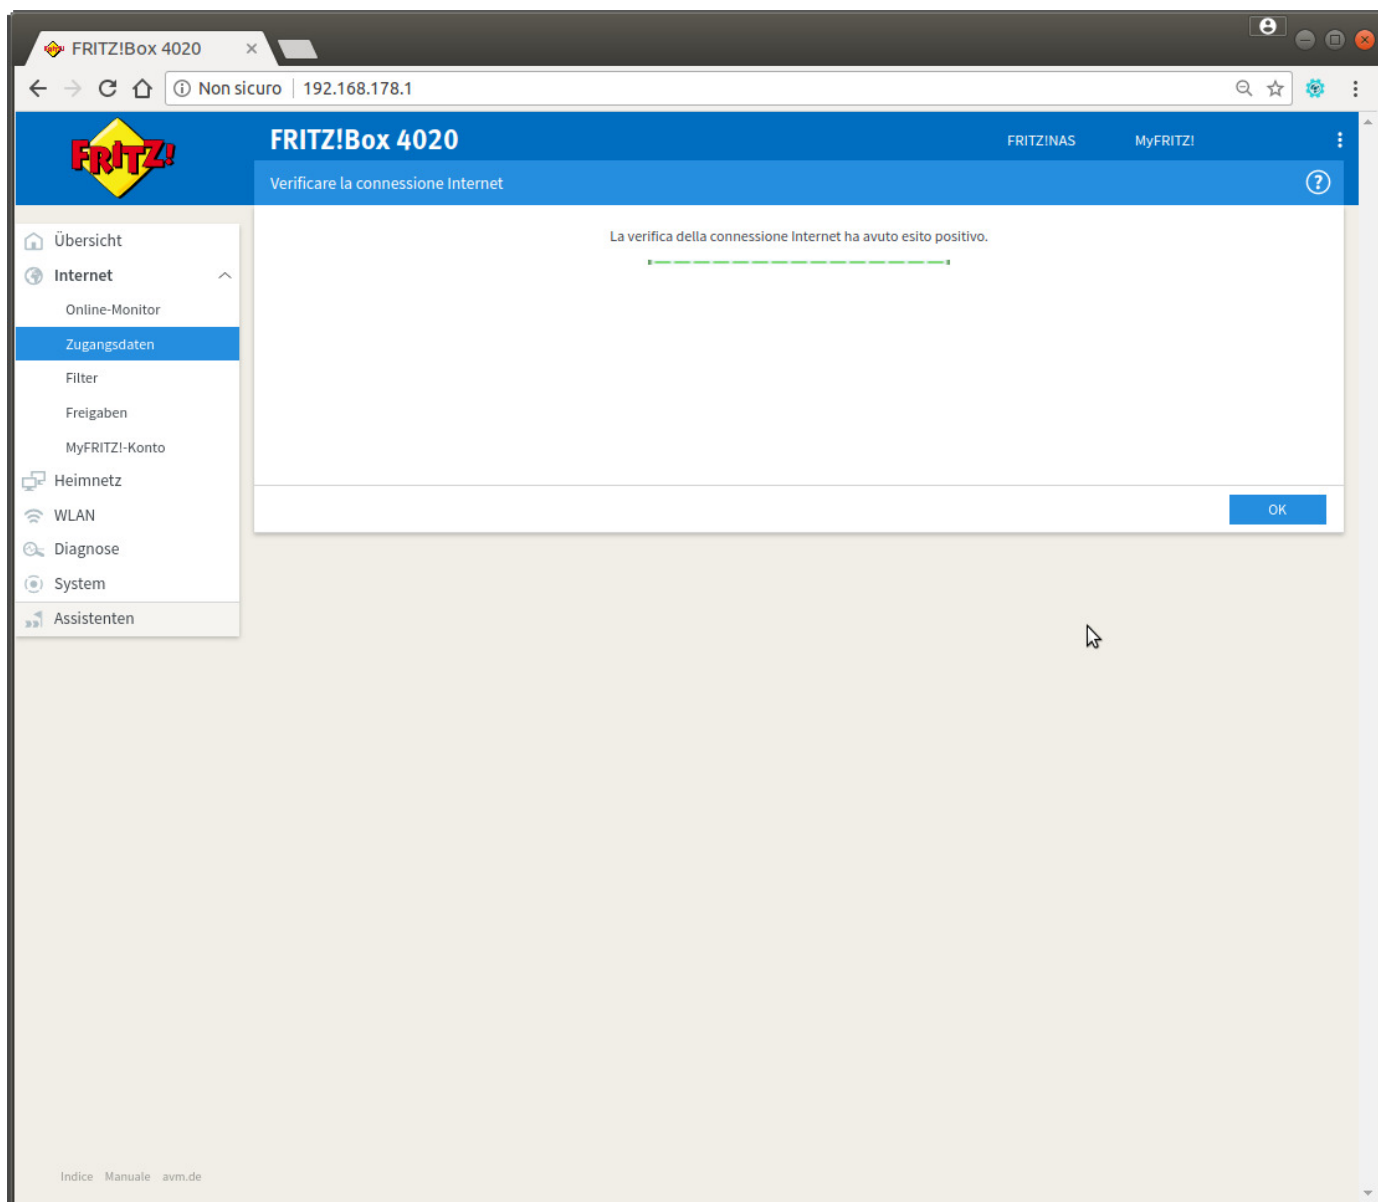 FRITZ!Box 4020
Non sicuro 192.168.178.1
FRITZ!
FRITZ!Box 4020 FRITZ!NAS MyFRITZ!
Verificare la connessione Internet
La verifica della connessione Internet ha avuto esito positivo.
Übersicht
Internet
Online-Monitor
Zugangsdaten
Filter
Freigaben
MyFRITZ!-Konto
Heimnetz
WLAN
OK
Diagnose
System
Assistenten
Indice Manuale avm.de